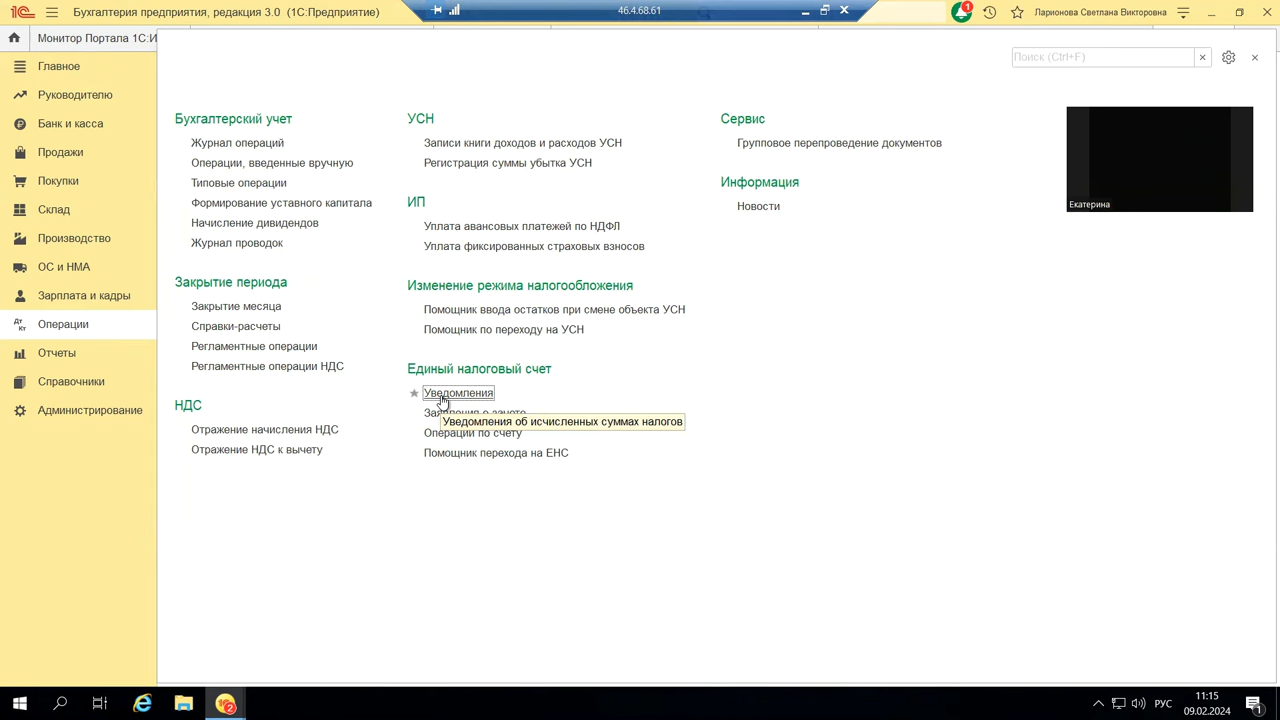 1С Бухгалтерия предприятия, редакция 3.0 (1С:Предприятие)
46.4.68.61
1
Ларионова Светлана Викторовна
Монитор Портала 1С:И
Поиск (Ctrl+F)
Главное
Руководителю
Банк и касса
Продажи
Покупки
Склад
Производство
ОС и НМА
Зарплата и кадры
Дт
Кт
Операции
Отчеты
Справочники
Администрирование
Бухгалтерский учет
Журнал операций
Операции, введенные вручную
Типовые операции
Формирование уставного капитала
Начисление дивидендов
Журнал проводок
Закрытие периода
Закрытие месяца
Справки-расчеты
Регламентные операции
Регламентные операции НДС
НДС
Отражение начисления НДС
Отражение НДС к вычету
УСН
Записи книги доходов и расходов УСН
Регистрация суммы убытка УСН
ИП
Уплата авансовых платежей по НДФЛ
Уплата фиксированных страховых взносов
Изменение режима налогообложения
Помощник ввода остатков при смене объекта УСН
Помощник по переходу на УСН
Единый налоговый счет
Уведомления
Заявления о зачете
Уведомления об исчисленных суммах налогов
Операции по счету
Помощник перехода на ЕНС
Сервис
Групповое перепроведение документов
Информация
Новости
Екатерина
2
РУС
11:15
09.02.2024
1